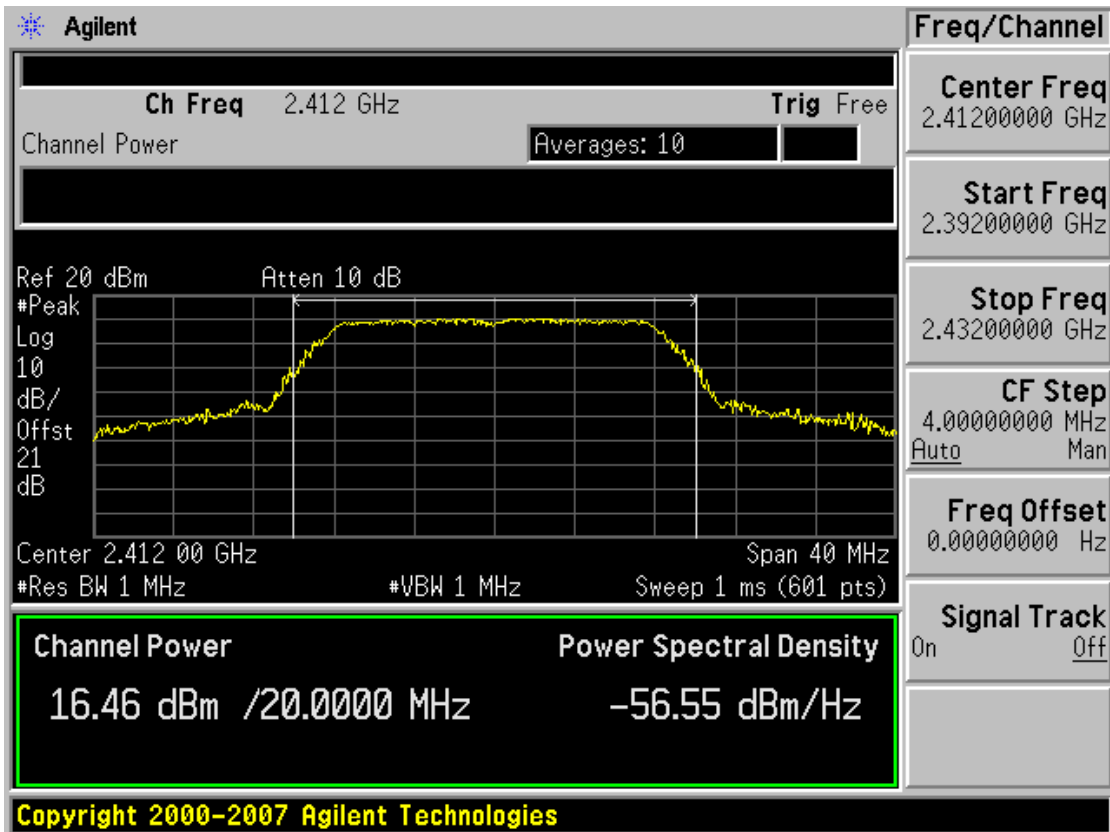 Agilent
Freq/Channel
Ch Freq 2.412 GHz Trig Free
Channel Power Averages: 10
Ref 20 dBm Atten 10 dB
#Peak
Log
10
dB/
Offst
21
dB
Center 2.412 00 GHz Span 40 MHz
#Res BW 1 MHz #VBW 1 MHz Sweep 1 ms (601 pts)
Channel Power Power Spectral Density
16.46 dBm /20.0000 MHz -56.55 dBm/Hz
Center Freq
2.41200000 GHz
Start Freq
2.39200000 GHz
Stop Freq
2.43200000 GHz
CF Step
4.00000000 MHz
Auto Man
Freq Offset
0.00000000 Hz
Signal Track
On Off
Copyright 2000-2007 Agilent Technologies